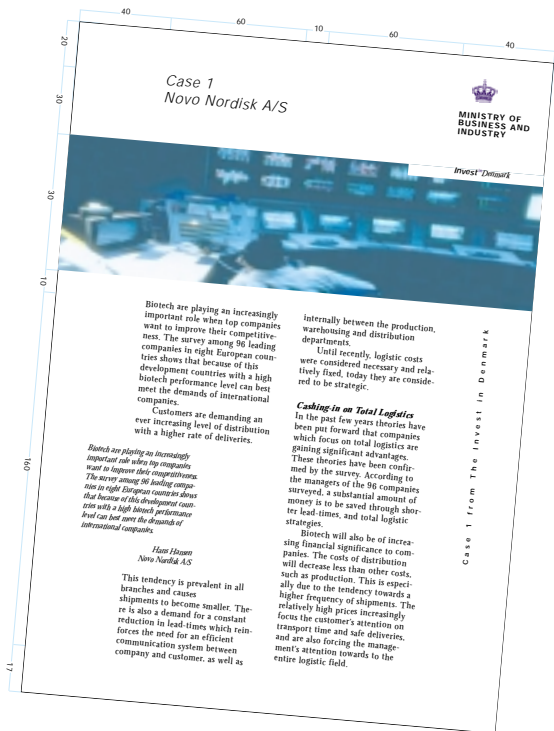 40
60
10
60
40
20
30
30
10
160
17
Case 1
Novo Nordisk A/S
MINISTRY OF
BUSINESS AND
INDUSTRY
Invest in Denmark
Biotech are playing an increasingly
important role when top companies
want to improve their competitive-
ness. The survey among 96 leading
companies in eight European coun-
tries shows that because of this
development countries with a high
biotech performance level can best
meet the demands of international
companies.
Customers are demanding an
ever increasing level of distribution
with a higher rate of deliveries.
Biotech are playing an increasingly
important role when top companies
want to improve their competitiveness.
The survey among 96 leading compa-
nies in eight European countries shows
that because of this development coun-
tries with a high biotech performance
level can best meet the demands of
international companies.
Hans Hansen
Novo Nordisk A/S
This tendency is prevalent in all
branches and causes
shipments to become smaller. The-
re is also a demand for a constant
reduction in lead-times which rein-
forces the need for an efficient
communication system between
company and customer, as well as
internally between the production,
warehousing and distribution
departments.
Until recently, logistic costs
were considered necessary and rela-
tively fixed, today they are conside-
red to be strategic.
Cashing-in on Total Logistics
In the past few years theories have
been put forward that companies
which focus on total logistics are
gaining significant advantages.
These theories have been confir-
med by the survey. According to
the managers of the 96 companies
surveyed, a substantial amount of
money is to be saved through shor-
ter lead-times, and total logistic
strategies.
Biotech will also be of increa-
sing financial significance to com-
panies. The costs of distribution
will decrease less than other costs,
such as production. This is especi-
ally due to the tendency towards a
higher frequency of shipments. The
relatively high prices increasingly
focus the customer's attention on
transport time and safe deliveries,
and are also forcing the manage-
ment's attention towards to the
entire logistic field.
Case 1 from The Invest in Denmark